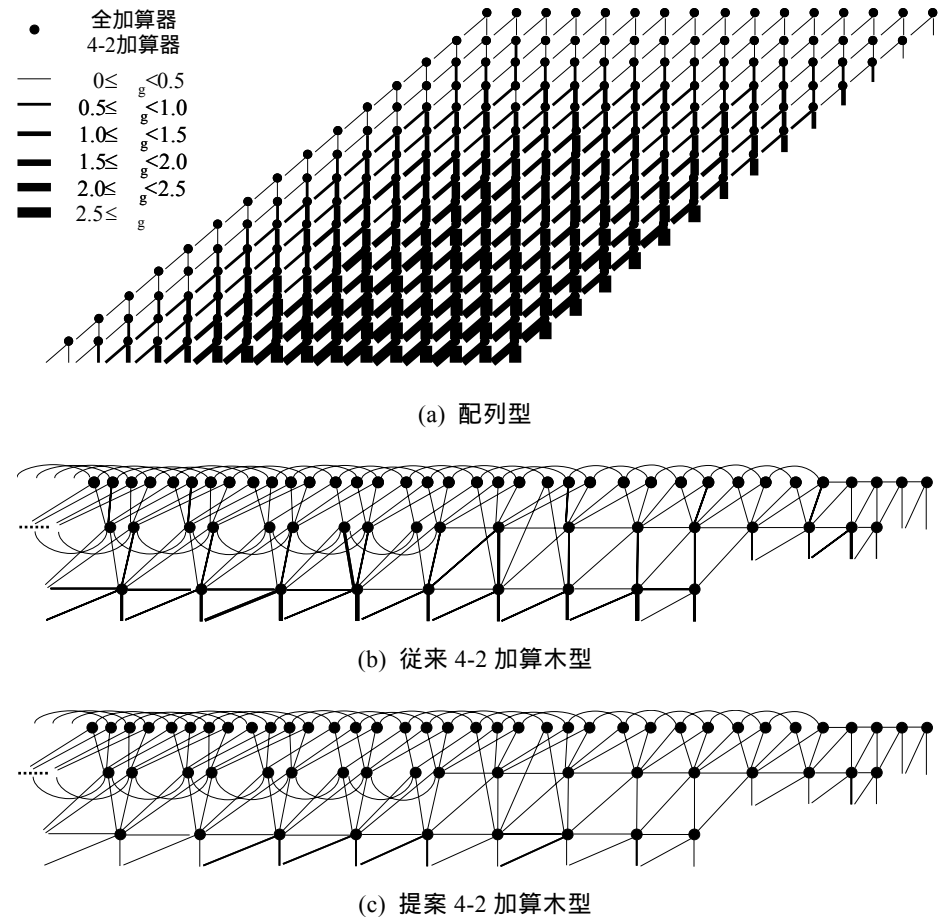 全加算器
4-2加算器
0≤ g<0.5
0.5≤ g<1.0
1.0≤ g<1.5
1.5≤ g<2.0
2.0≤ g<2.5
2.5≤ g
(a) 配列型
(b) 従来 4-2 加算木型
(c) 提案 4-2 加算木型